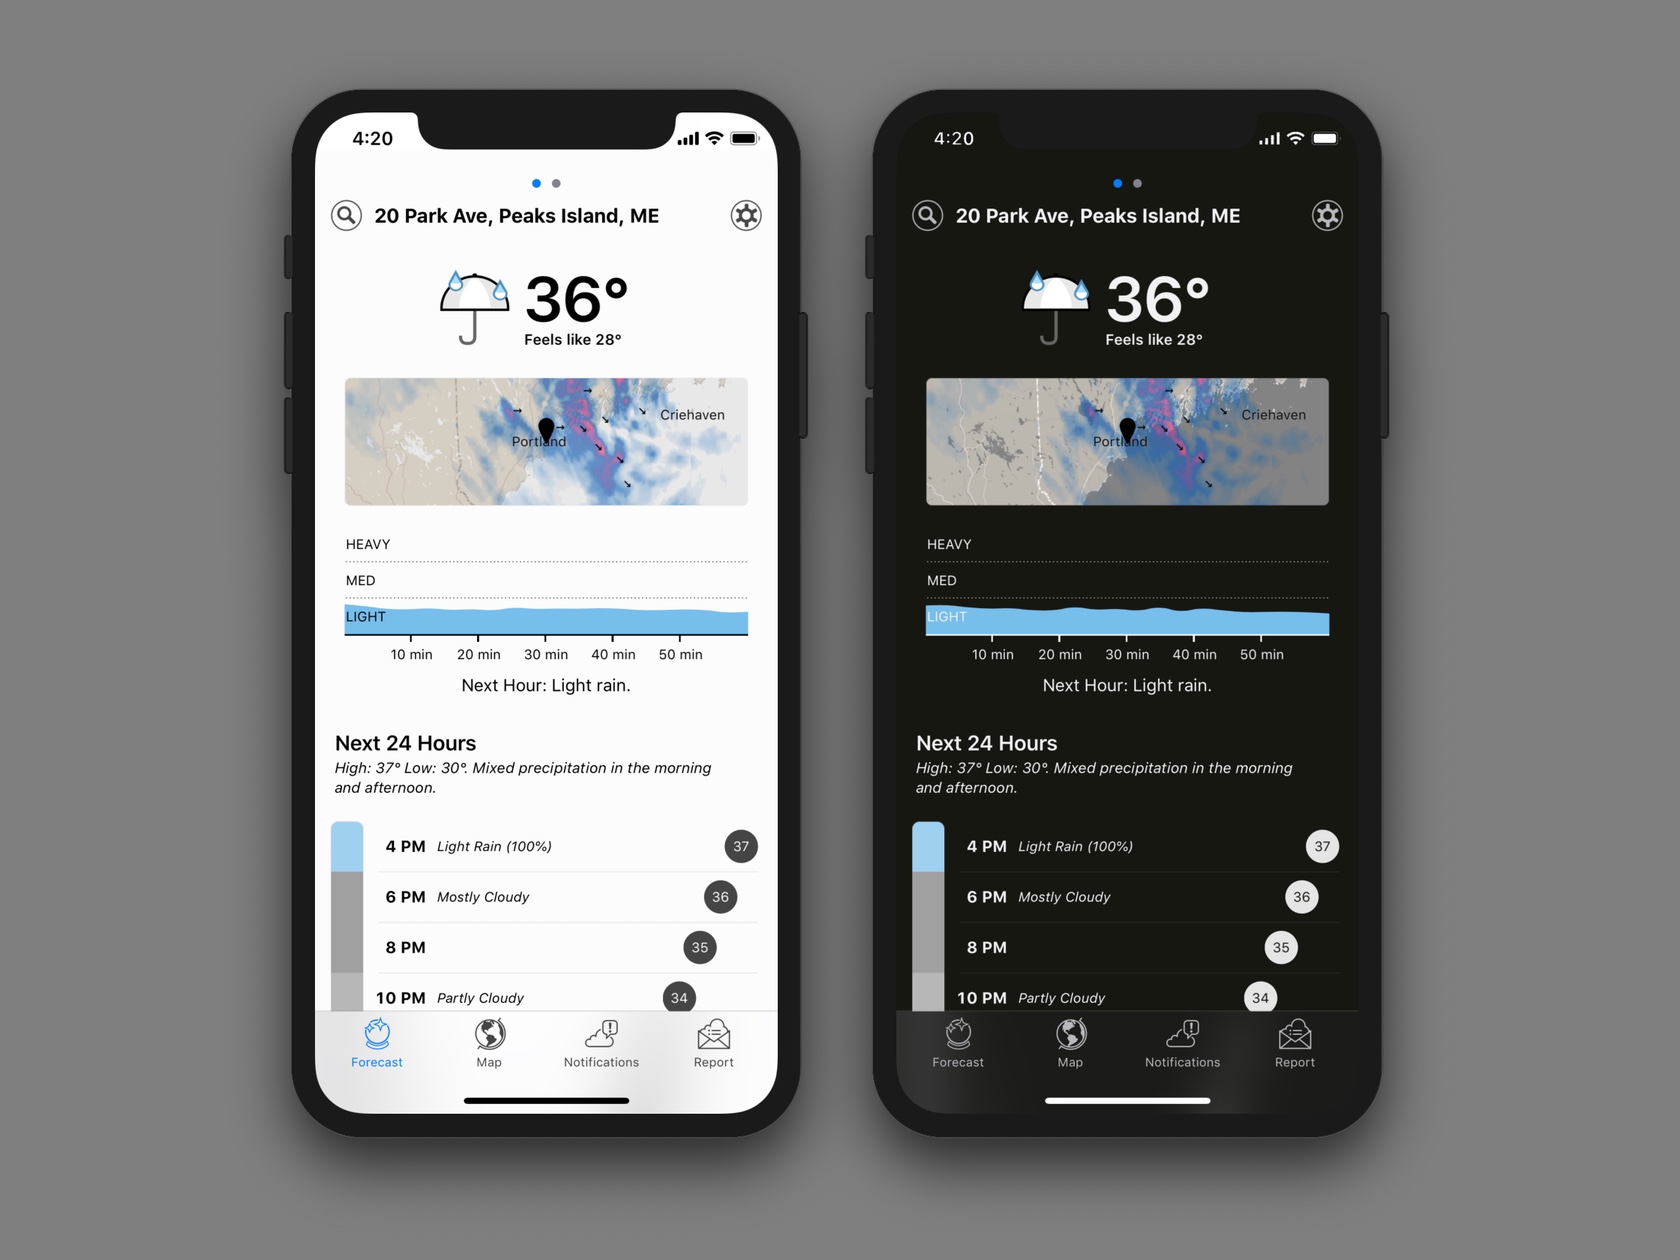 4:20
20 Park Ave, Peaks Island, ME
36°
Feels like 28°
Criehaven
Portland
HEAVY
MED
LIGHT
10 min 20 min 30 min 40 min 50 min
Next Hour: Light rain.
Next 24 Hours
High: 37° Low: 30°. Mixed precipitation in the morning
and afternoon.
4 PM Light Rain (100%) 37
6 PM Mostly Cloudy 36
8 PM 35
10 PM Partly Cloudy 34
Forecast Map Notifications Report
4:20
20 Park Ave, Peaks Island, ME
36°
Feels like 28°
Criehaven
Portland
HEAVY
MED
LIGHT
10 min 20 min 30 min 40 min 50 min
Next Hour: Light rain.
Next 24 Hours
High: 37° Low: 30°. Mixed precipitation in the morning
and afternoon.
4 PM Light Rain (100%) 37
6 PM Mostly Cloudy 36
8 PM 35
10 PM Partly Cloudy 34
Forecast Map Notifications Report